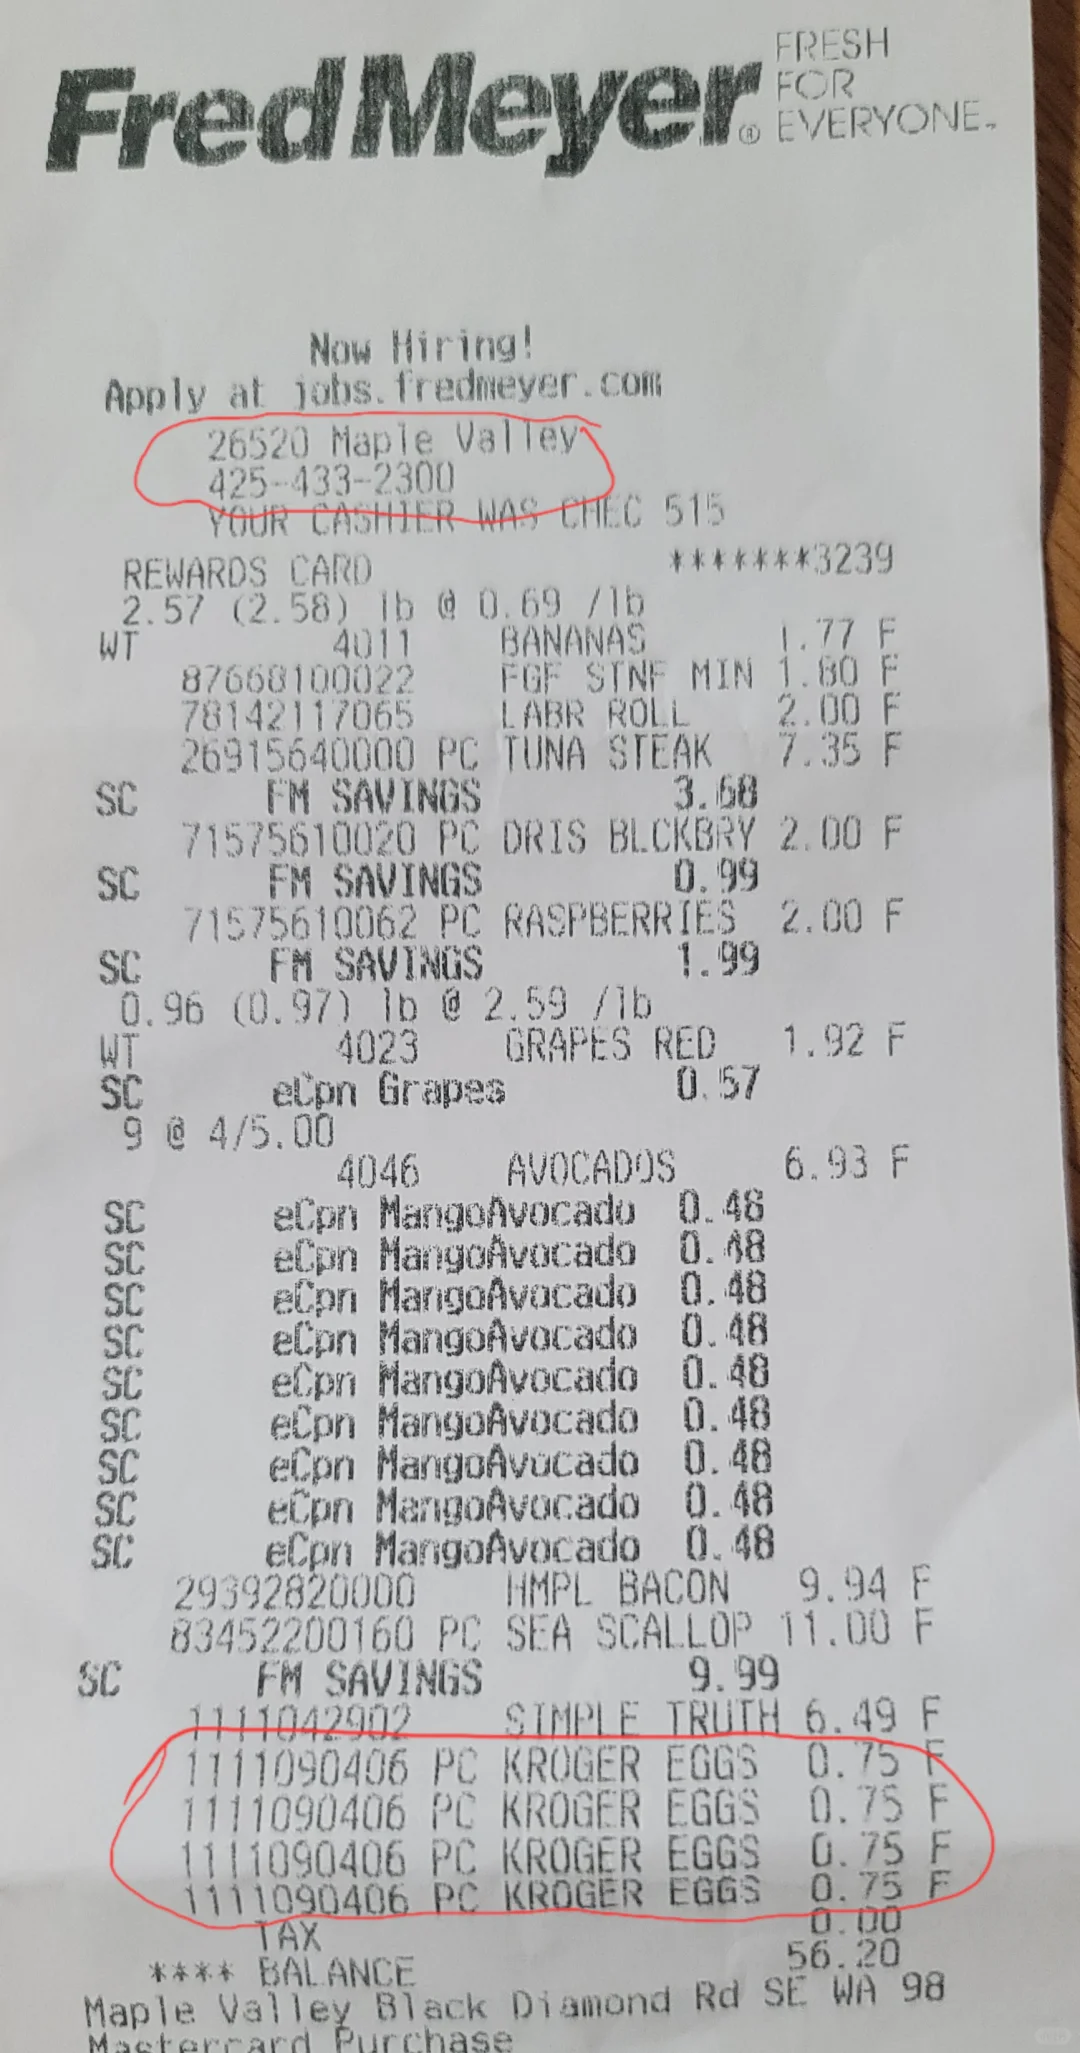 Fred Meyer® FRESH FOR EVERYONE.
Now Hiring!
Apply at jobs.fredmeyer.com
26520 Maple Valley
425-433-2300
YOUR CASHIER WAS CHEC 515
REWARDS CARD *******3239
2.57 (2.58) lb @ 0.69 /lb
WT 4011 BANANAS 1.77 F
87668100022 FGF STNF MIN 1.80 F
78142117065 LABR ROLL 2.00 F
26915640000 PC TUNA STEAK 7.35 F
SC FM SAVINGS 3.68
71575610020 PC DRIS BLCKBRY 2.00 F
SC FM SAVINGS 0.99
71575610062 PC RASPBERRIES 2.00 F
SC FM SAVINGS 1.99
0.96 (0.97) lb @ 2.59 /lb
WT 4023 GRAPES RED 1.92 F
SC eCpn Grapes 0.57
9 @ 4/5.00
4046 AVOCADOS 6.93 F
SC eCpn MangoAvocado 0.48
SC eCpn MangoAvocado 0.48
SC eCpn MangoAvocado 0.48
SC eCpn MangoAvocado 0.48
SC eCpn MangoAvocado 0.48
SC eCpn MangoAvocado 0.48
SC eCpn MangoAvocado 0.48
SC eCpn MangoAvocado 0.48
SC eCpn MangoAvocado 0.48
29392820000 HMPL BACON 9.94 F
83452200160 PC SEA SCALLOP 11.00 F
SC FM SAVINGS 9.99
1111042902 SIMPLE TRUTH 6.49 F
1111090406 PC KROGER EGGS 0.75 F
1111090406 PC KROGER EGGS 0.75 F
1111090406 PC KROGER EGGS 0.75 F
1111090406 PC KROGER EGGS 0.75 F
TAX 0.00
**** BALANCE 56.20
Maple Valley Black Diamond Rd SE WA 98
Mastercard Purchase